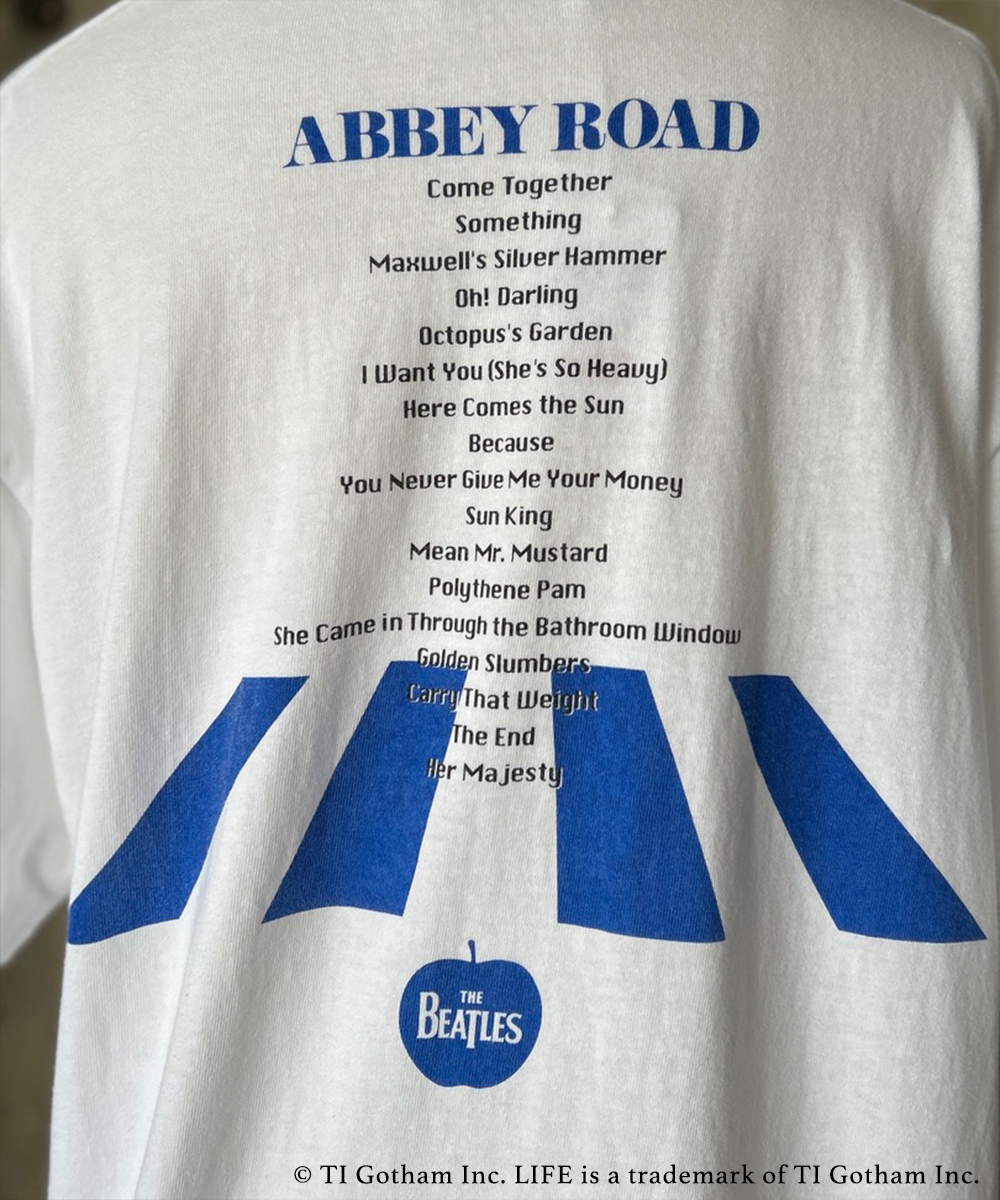 ABBEY ROAD
Come Together
Something
Maxwell's Silver Hammer
Oh! Darling
Octopus's Garden
I Want You (She's So Heavy)
Here Comes the Sun
Because
You Never Give Me Your Money
Sun King
Mean Mr. Mustard
Polythene Pam
She Came in Through the Bathroom Window
Golden Slumbers
Carry That Weight
The End
Her Majesty
THE
BEATLES
© TI Gotham Inc. LIFE is a trademark of TI Gotham Inc.